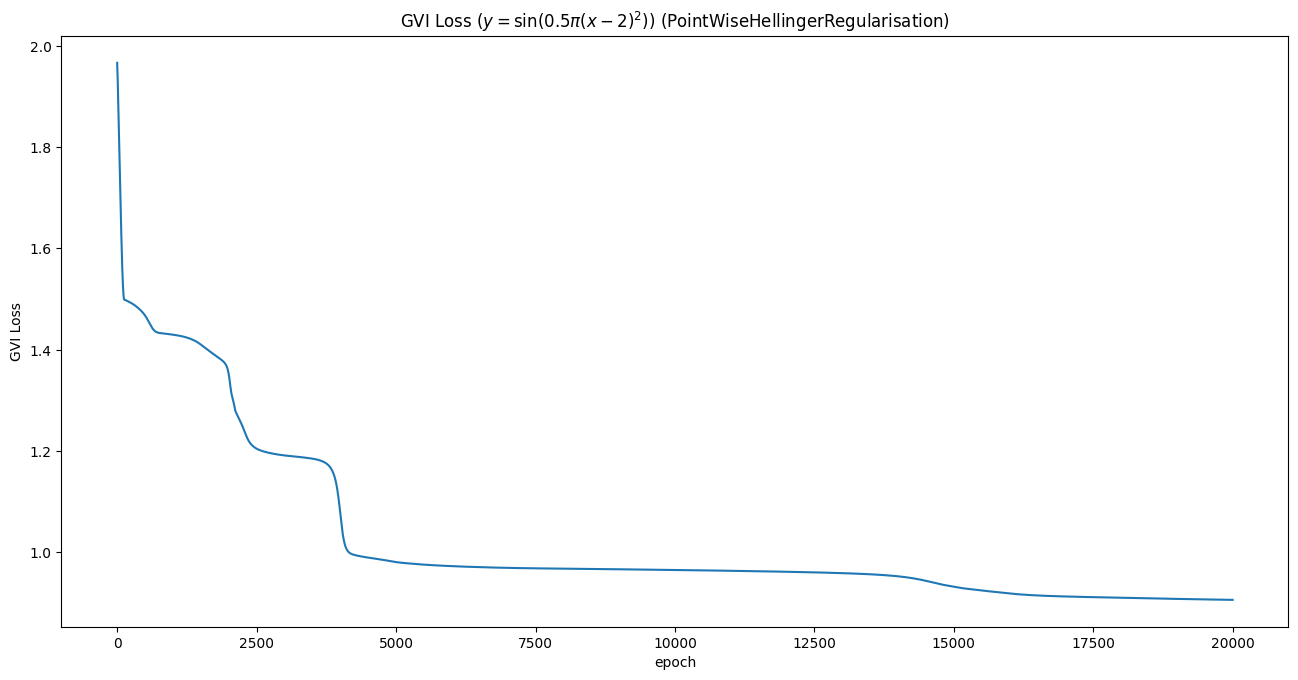 GVI Loss (y = sin(0.5π(x − 2)²)) (PointWiseHellingerRegularisation)
2.0
1.8
1.6
1.4
1.2
1.0
GVI Loss
0 2500 5000 7500 10000 12500 15000 17500 20000
epoch